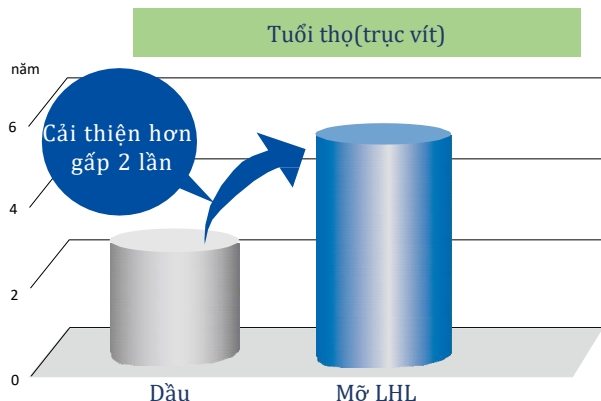 Tuổi thọ(trục vít)
năm
6
Cải thiện hơn
gấp 2 lần
4
2
0
Dầu
Mỡ LHL